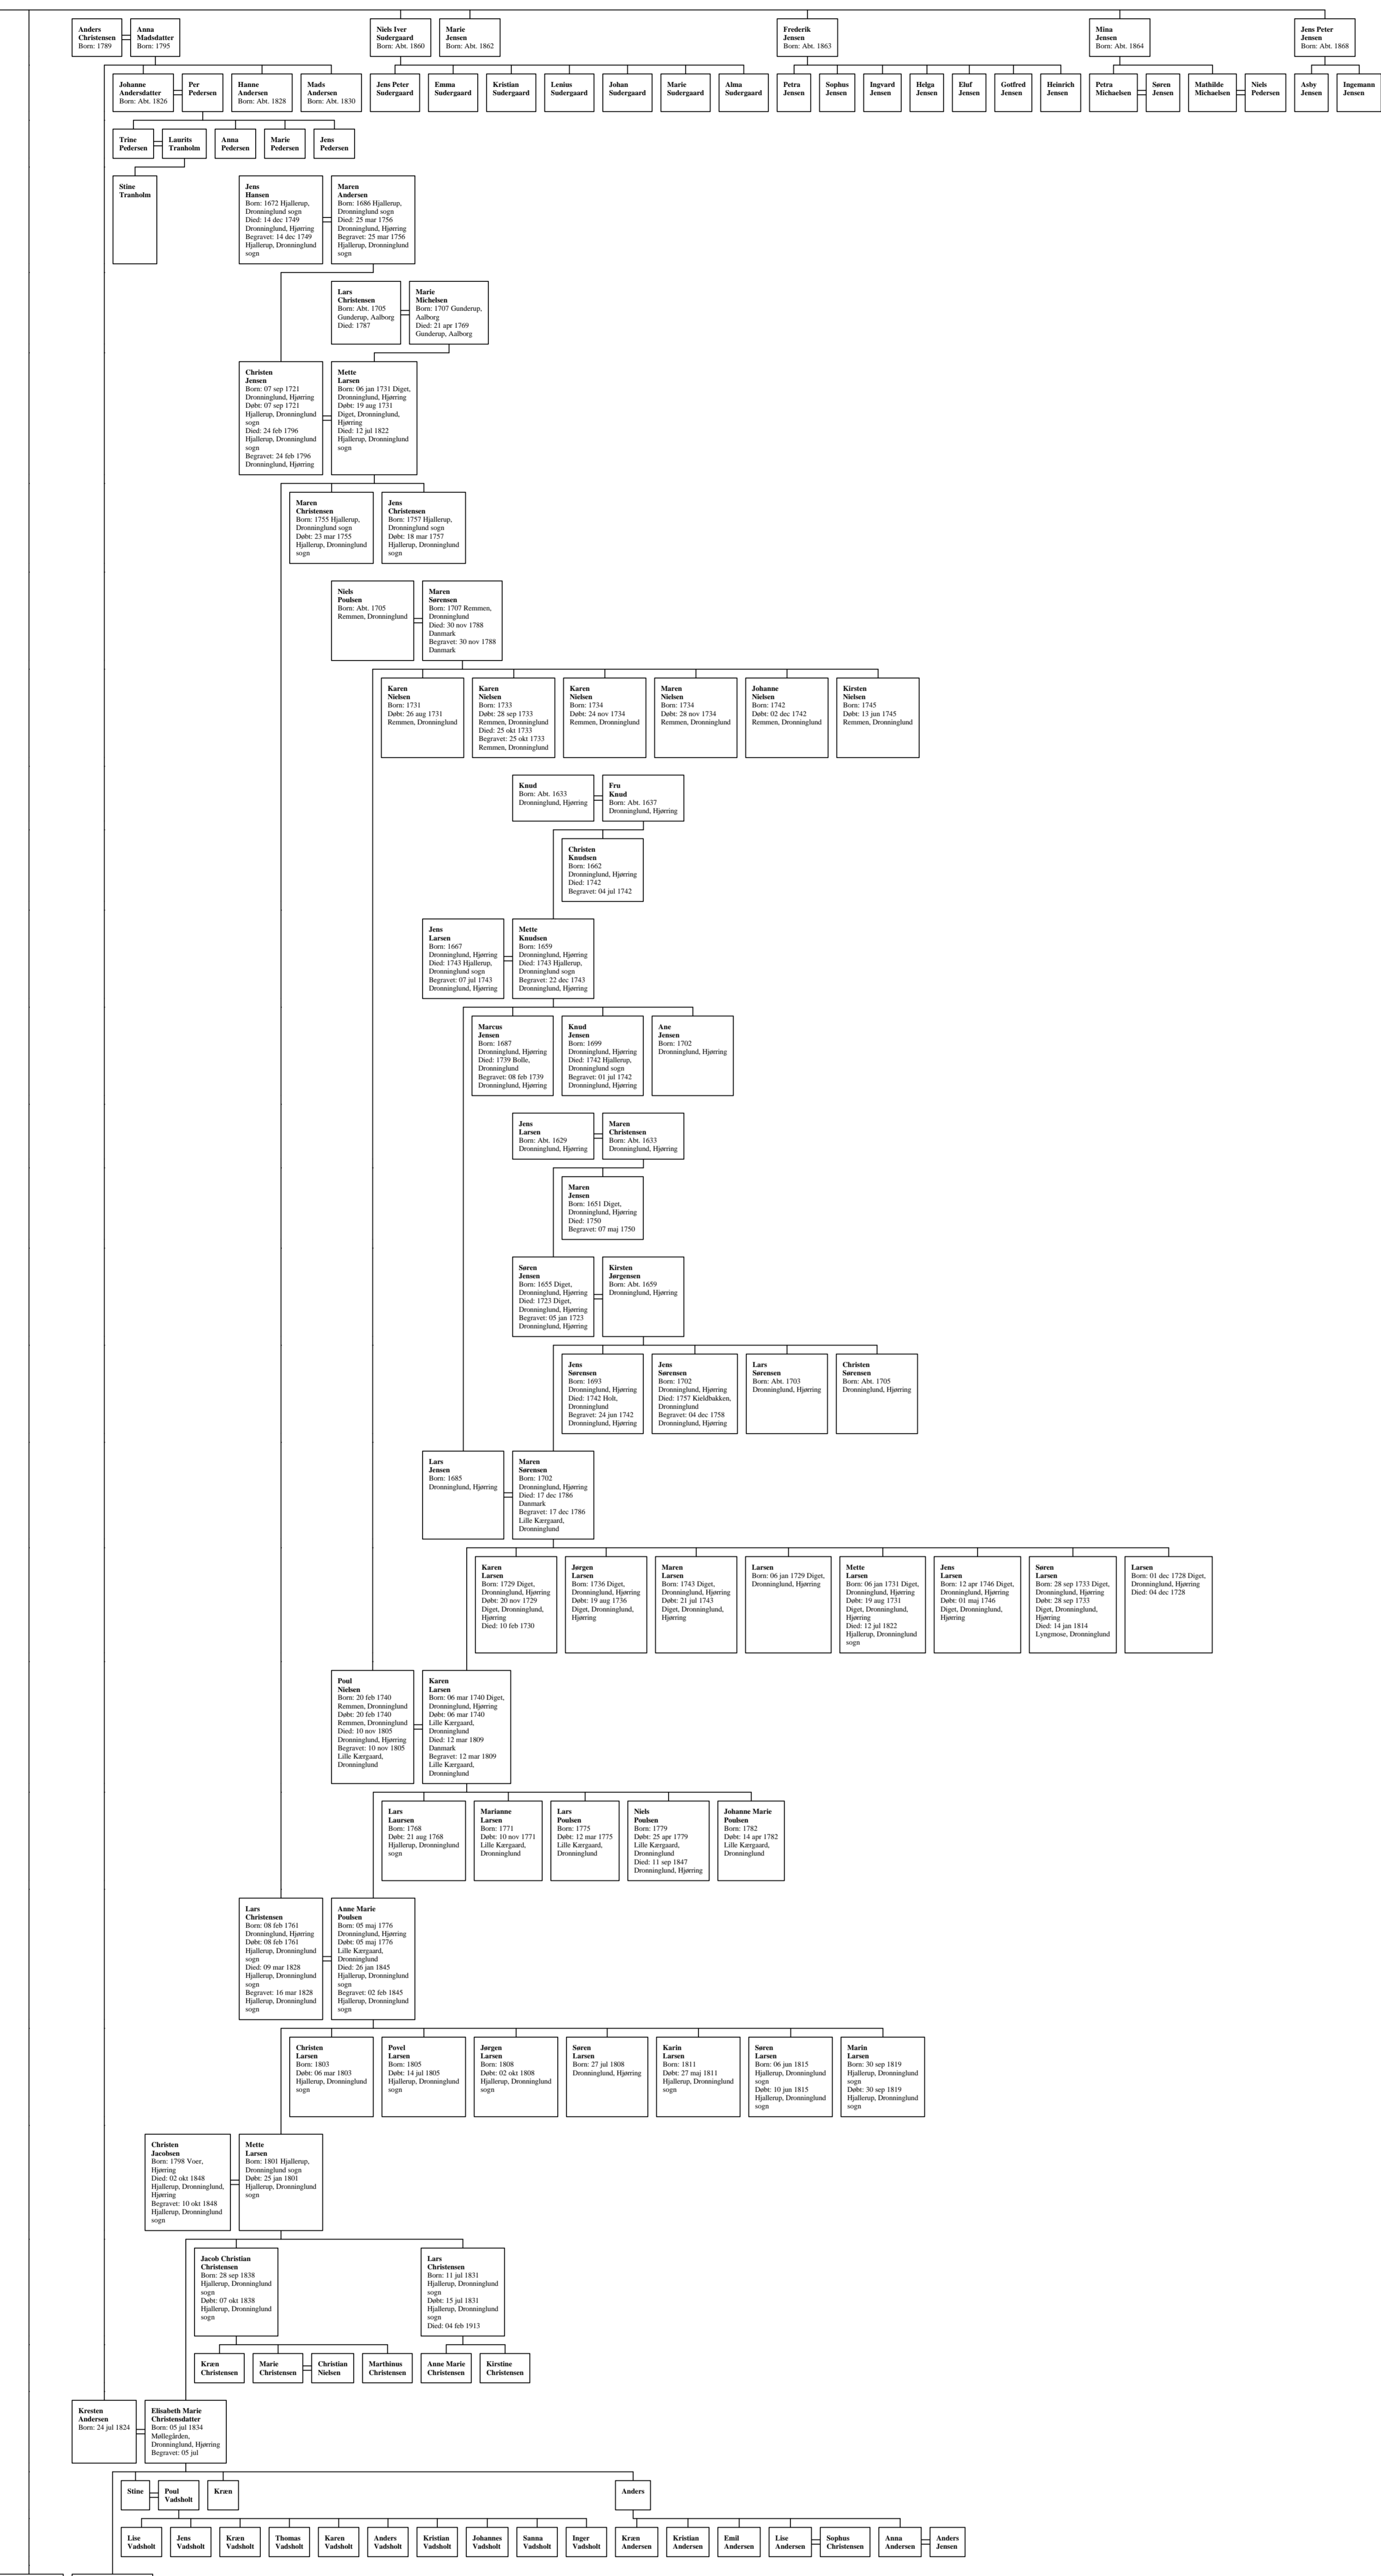 Anders
Christensen
Born: 1789
Anna
Madsdatter
Born: 1795
Niels Iver
Sudergaard
Born: Abt. 1860
Marie
Jensen
Born: Abt. 1862
Frederik
Jensen
Born: Abt. 1863
Mina
Jensen
Born: Abt. 1864
Jens Peter
Jensen
Born: Abt. 1868
Johanne
Andersdatter
Born: Abt. 1826
Per
Pedersen
Hanne
Andersen
Born: Abt. 1828
Mads
Andersen
Born: Abt. 1830
Jens Peter
Sudergaard
Emma
Sudergaard
Kristian
Sudergaard
Lenius
Sudergaard
Johan
Sudergaard
Marie
Sudergaard
Alma
Sudergaard
Petra
Jensen
Sophus
Jensen
Ingvard
Jensen
Helga
Jensen
Eluf
Jensen
Gotfred
Jensen
Heinrich
Jensen
Petra
Michaelsen
Søren
Jensen
Mathilde
Michaelsen
Niels
Pedersen
Asby
Jensen
Ingemann
Jensen
Trine
Pedersen
Laurits
Tranholm
Anna
Pedersen
Marie
Pedersen
Jens
Pedersen
Stine
Tranholm
Jens
Hansen
Born: 1672 Hjallerup,
Dronninglund sogn
Died: 14 dec 1749
Dronninglund, Hjørring
Begravet: 14 dec 1749
Hjallerup, Dronninglund
sogn
Maren
Andersen
Born: 1686 Hjallerup,
Dronninglund sogn
Died: 25 mar 1756
Dronninglund, Hjørring
Begravet: 25 mar 1756
Hjallerup, Dronninglund
sogn
Lars
Christensen
Born: Abt. 1705
Gunderup, Aalborg
Died: 1787
Marie
Michelsen
Born: 1707 Gunderup,
Aalborg
Died: 21 apr 1769
Gunderup, Aalborg
Christen
Jensen
Born: 07 sep 1721
Dronninglund, Hjørring
Døbt: 07 sep 1721
Hjallerup, Dronninglund
sogn
Died: 24 feb 1796
Hjallerup, Dronninglund
sogn
Begravet: 24 feb 1796
Dronninglund, Hjørring
Mette
Larsen
Born: 06 jan 1731 Diget,
Dronninglund, Hjørring
Døbt: 19 aug 1731
Diget, Dronninglund,
Hjørring
Died: 12 jul 1822
Hjallerup, Dronninglund
sogn
Maren
Christensen
Born: 1755 Hjallerup,
Dronninglund sogn
Døbt: 23 mar 1755
Hjallerup, Dronninglund
sogn
Jens
Christensen
Born: 1757 Hjallerup,
Dronninglund sogn
Døbt: 18 mar 1757
Hjallerup, Dronninglund
sogn
Niels
Poulsen
Born: Abt. 1705
Remmen, Dronninglund
Maren
Sørensen
Born: 1707 Remmen,
Dronninglund
Died: 30 nov 1788
Danmark
Begravet: 30 nov 1788
Danmark
Karen
Nielsen
Born: 1731
Døbt: 26 aug 1731
Remmen, Dronninglund
Karen
Nielsen
Born: 1733
Døbt: 28 sep 1733
Remmen, Dronninglund
Died: 25 okt 1733
Begravet: 25 okt 1733
Remmen, Dronninglund
Karen
Nielsen
Born: 1734
Døbt: 24 nov 1734
Remmen, Dronninglund
Maren
Nielsen
Born: 1734
Døbt: 28 nov 1734
Remmen, Dronninglund
Johanne
Nielsen
Born: 1742
Døbt: 02 dec 1742
Remmen, Dronninglund
Kirsten
Nielsen
Born: 1745
Døbt: 13 jun 1745
Remmen, Dronninglund
Knud
Born: Abt. 1633
Dronninglund, Hjørring
Fru
Knud
Born: Abt. 1637
Dronninglund, Hjørring
Christen
Knudsen
Born: 1662
Dronninglund, Hjørring
Died: 1742
Begravet: 04 jul 1742
Jens
Larsen
Born: 1667
Dronninglund, Hjørring
Died: 1743 Hjallerup,
Dronninglund sogn
Begravet: 07 jul 1743
Dronninglund, Hjørring
Mette
Knudsen
Born: 1659
Dronninglund, Hjørring
Died: 1743 Hjallerup,
Dronninglund sogn
Begravet: 22 dec 1743
Dronninglund, Hjørring
Marcus
Jensen
Born: 1687
Dronninglund, Hjørring
Died: 1739 Bolle,
Dronninglund
Begravet: 08 feb 1739
Dronninglund, Hjørring
Knud
Jensen
Born: 1699
Dronninglund, Hjørring
Died: 1742 Hjallerup,
Dronninglund sogn
Begravet: 01 jul 1742
Dronninglund, Hjørring
Ane
Jensen
Born: 1702
Dronninglund, Hjørring
Jens
Larsen
Born: Abt. 1629
Dronninglund, Hjørring
Maren
Christensen
Born: Abt. 1633
Dronninglund, Hjørring
Maren
Jensen
Born: 1651 Diget,
Dronninglund, Hjørring
Died: 1750
Begravet: 07 maj 1750
Søren
Jensen
Born: 1655 Diget,
Dronninglund, Hjørring
Died: 1723 Diget,
Dronninglund, Hjørring
Begravet: 05 jan 1723
Dronninglund, Hjørring
Kirsten
Jørgensen
Born: Abt. 1659
Dronninglund, Hjørring
Jens
Sørensen
Born: 1693
Dronninglund, Hjørring
Died: 1742 Holt,
Dronninglund
Begravet: 24 jun 1742
Dronninglund, Hjørring
Jens
Sørensen
Born: 1702
Dronninglund, Hjørring
Died: 1757 Kieldbakken,
Dronninglund
Begravet: 04 dec 1758
Dronninglund, Hjørring
Lars
Sørensen
Born: Abt. 1703
Dronninglund, Hjørring
Christen
Sørensen
Born: Abt. 1705
Dronninglund, Hjørring
Lars
Jensen
Born: 1685
Dronninglund, Hjørring
Maren
Sørensen
Born: 1702
Dronninglund, Hjørring
Died: 17 dec 1786
Danmark
Begravet: 17 dec 1786
Lille Kærgaard,
Dronninglund
Karen
Larsen
Born: 1729 Diget,
Dronninglund, Hjørring
Døbt: 20 nov 1729
Diget, Dronninglund,
Hjørring
Died: 10 feb 1730
Jørgen
Larsen
Born: 1736 Diget,
Dronninglund, Hjørring
Døbt: 19 aug 1736
Diget, Dronninglund,
Hjørring
Maren
Larsen
Born: 1743 Diget,
Dronninglund, Hjørring
Døbt: 21 jul 1743
Diget, Dronninglund,
Hjørring
Larsen
Born: 06 jan 1729 Diget,
Dronninglund, Hjørring
Mette
Larsen
Born: 06 jan 1731 Diget,
Dronninglund, Hjørring
Døbt: 19 aug 1731
Diget, Dronninglund,
Hjørring
Died: 12 jul 1822
Hjallerup, Dronninglund
sogn
Jens
Larsen
Born: 12 apr 1746 Diget,
Dronninglund, Hjørring
Døbt: 01 maj 1746
Diget, Dronninglund,
Hjørring
Søren
Larsen
Born: 28 sep 1733 Diget,
Dronninglund, Hjørring
Døbt: 28 sep 1733
Diget, Dronninglund,
Hjørring
Died: 14 jan 1814
Lyngmose, Dronninglund
Larsen
Born: 01 dec 1728 Diget,
Dronninglund, Hjørring
Died: 04 dec 1728
Poul
Nielsen
Born: 20 feb 1740
Remmen, Dronninglund
Døbt: 20 feb 1740
Remmen, Dronninglund
Died: 10 nov 1805
Dronninglund, Hjørring
Begravet: 10 nov 1805
Lille Kærgaard,
Dronninglund
Karen
Larsen
Born: 06 mar 1740 Diget,
Dronninglund, Hjørring
Døbt: 06 mar 1740
Lille Kærgaard,
Dronninglund
Died: 12 mar 1809
Danmark
Begravet: 12 mar 1809
Lille Kærgaard,
Dronninglund
Lars
Laursen
Born: 1768
Døbt: 21 aug 1768
Hjallerup, Dronninglund
sogn
Marianne
Larsen
Born: 1771
Døbt: 10 nov 1771
Lille Kærgaard,
Dronninglund
Lars
Poulsen
Born: 1775
Døbt: 12 mar 1775
Lille Kærgaard,
Dronninglund
Niels
Poulsen
Born: 1779
Døbt: 25 apr 1779
Lille Kærgaard,
Dronninglund
Died: 11 sep 1847
Dronninglund, Hjørring
Johanne Marie
Poulsen
Born: 1782
Døbt: 14 apr 1782
Lille Kærgaard,
Dronninglund
Lars
Christensen
Born: 08 feb 1761
Dronninglund, Hjørring
Døbt: 08 feb 1761
Hjallerup, Dronninglund
sogn
Died: 09 mar 1828
Hjallerup, Dronninglund
sogn
Begravet: 16 mar 1828
Hjallerup, Dronninglund
sogn
Anne Marie
Poulsen
Born: 05 maj 1776
Dronninglund, Hjørring
Døbt: 05 maj 1776
Lille Kærgaard,
Dronninglund
Died: 26 jan 1845
Hjallerup, Dronninglund
sogn
Begravet: 02 feb 1845
Hjallerup, Dronninglund
sogn
Christen
Larsen
Born: 1803
Døbt: 06 mar 1803
Hjallerup, Dronninglund
sogn
Povel
Larsen
Born: 1805
Døbt: 14 jul 1805
Hjallerup, Dronninglund
sogn
Jørgen
Larsen
Born: 1808
Døbt: 02 okt 1808
Hjallerup, Dronninglund
sogn
Søren
Larsen
Born: 27 jul 1808
Dronninglund, Hjørring
Karin
Larsen
Born: 1811
Døbt: 27 maj 1811
Hjallerup, Dronninglund
sogn
Søren
Larsen
Born: 06 jun 1815
Hjallerup, Dronninglund
sogn
Døbt: 10 jun 1815
Hjallerup, Dronninglund
sogn
Marin
Larsen
Born: 30 sep 1819
Hjallerup, Dronninglund
sogn
Døbt: 30 sep 1819
Hjallerup, Dronninglund
sogn
Christen
Jacobsen
Born: 1798 Voer,
Hjørring
Died: 02 okt 1848
Hjallerup, Dronninglund,
Hjørring
Begravet: 10 okt 1848
Hjallerup, Dronninglund
sogn
Mette
Larsen
Born: 1801 Hjallerup,
Dronninglund sogn
Døbt: 25 jan 1801
Hjallerup, Dronninglund
sogn
Jacob Christian
Christensen
Born: 28 sep 1838
Hjallerup, Dronninglund
sogn
Døbt: 07 okt 1838
Hjallerup, Dronninglund
sogn
Lars
Christensen
Born: 11 jul 1831
Hjallerup, Dronninglund
sogn
Døbt: 15 jul 1831
Hjallerup, Dronninglund
sogn
Died: 04 feb 1913
Kræn
Christensen
Marie
Christensen
Christian
Nielsen
Marthinus
Christensen
Anne Marie
Christensen
Kirstine
Christensen
Kresten
Andersen
Born: 24 jul 1824
Elisabeth Marie
Christensdatter
Born: 05 jul 1834
Møllegården,
Dronninglund, Hjørring
Begravet: 05 jul
Stine
Poul
Vadsholt
Kræn
Anders
Lise
Vadsholt
Jens
Vadsholt
Kræn
Vadsholt
Thomas
Vadsholt
Karen
Vadsholt
Anders
Vadsholt
Kristian
Vadsholt
Johannes
Vadsholt
Sanna
Vadsholt
Inger
Vadsholt
Kræn
Andersen
Kristian
Andersen
Emil
Andersen
Lise
Andersen
Sophus
Christensen
Anna
Andersen
Anders
Jensen